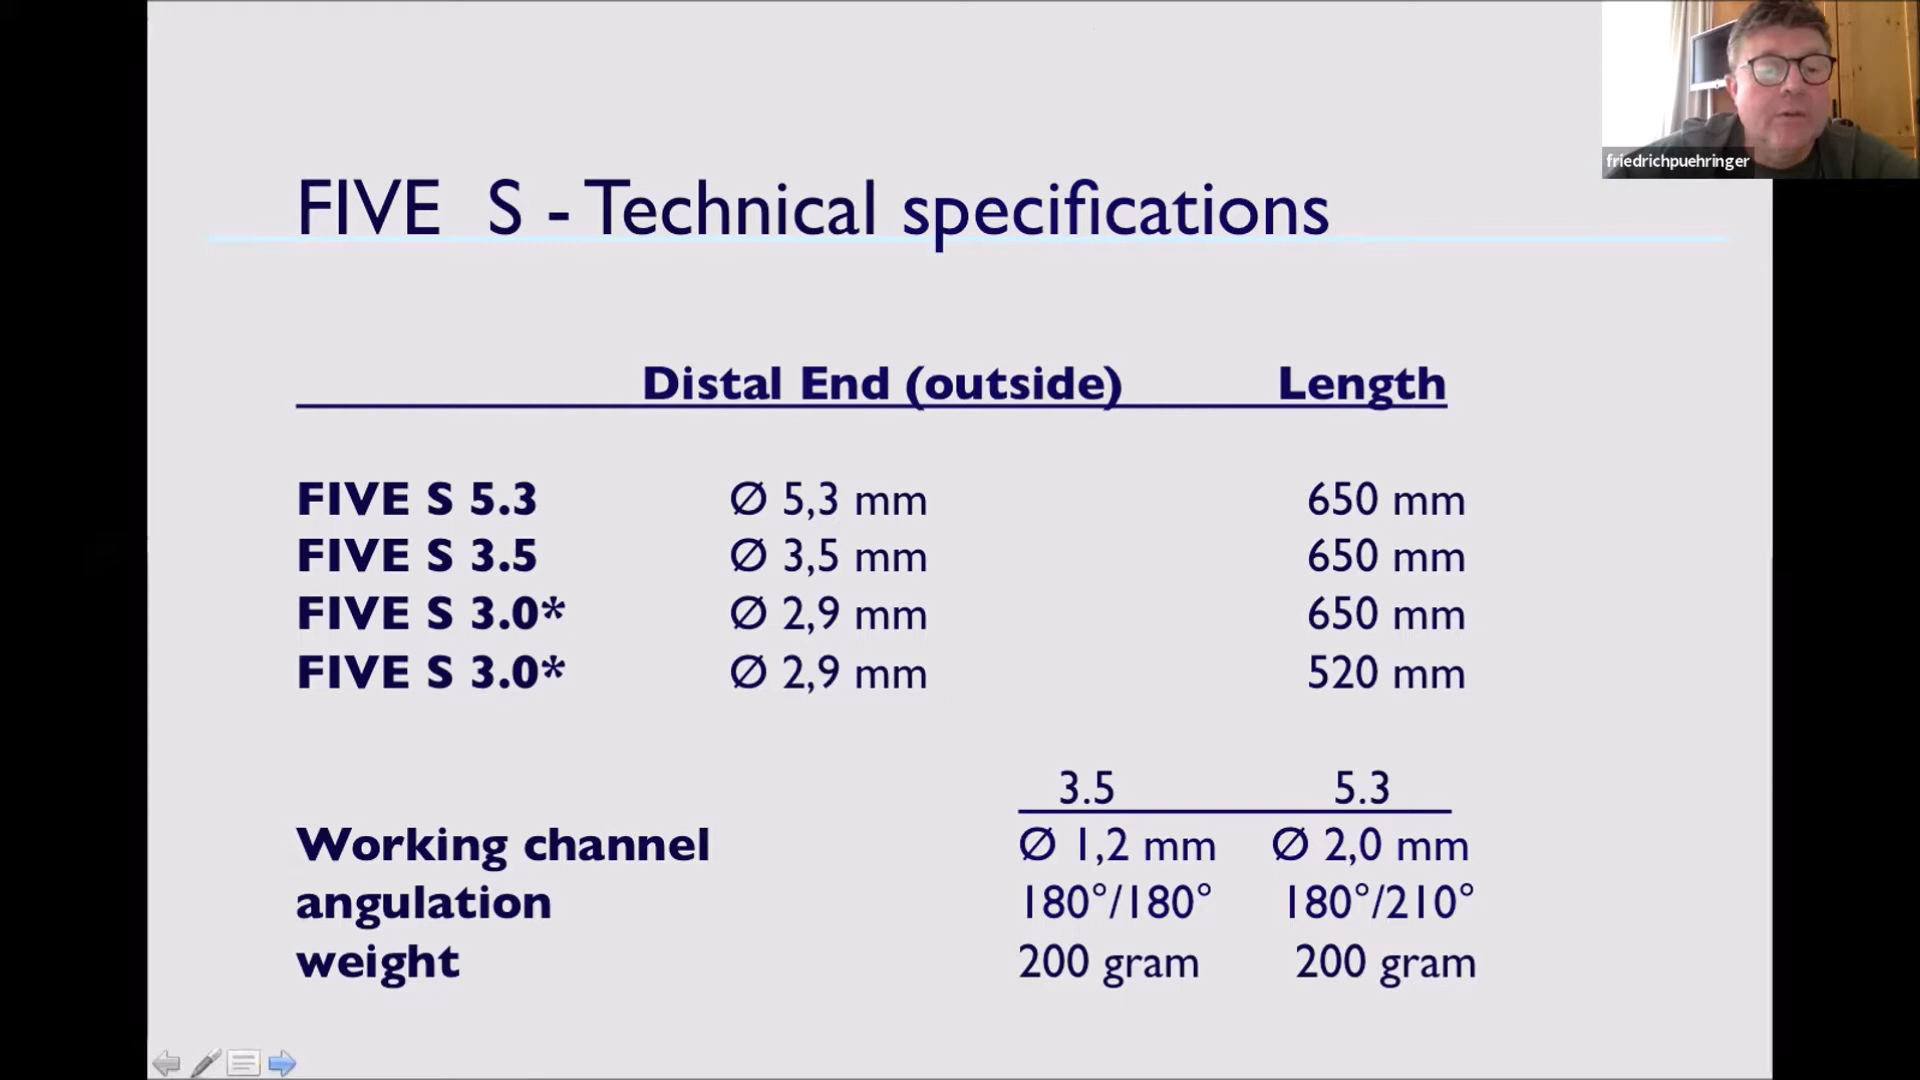 friedrichpuehringer
FIVE S - Technical specifications
Distal End (outside) Length
FIVE S 5.3 Ø 5,3 mm 650 mm
FIVE S 3.5 Ø 3,5 mm 650 mm
FIVE S 3.0* Ø 2,9 mm 650 mm
FIVE S 3.0* Ø 2,9 mm 520 mm
3.5 5.3
Working channel Ø 1,2 mm Ø 2,0 mm
angulation 180°/180° 180°/210°
weight 200 gram 200 gram